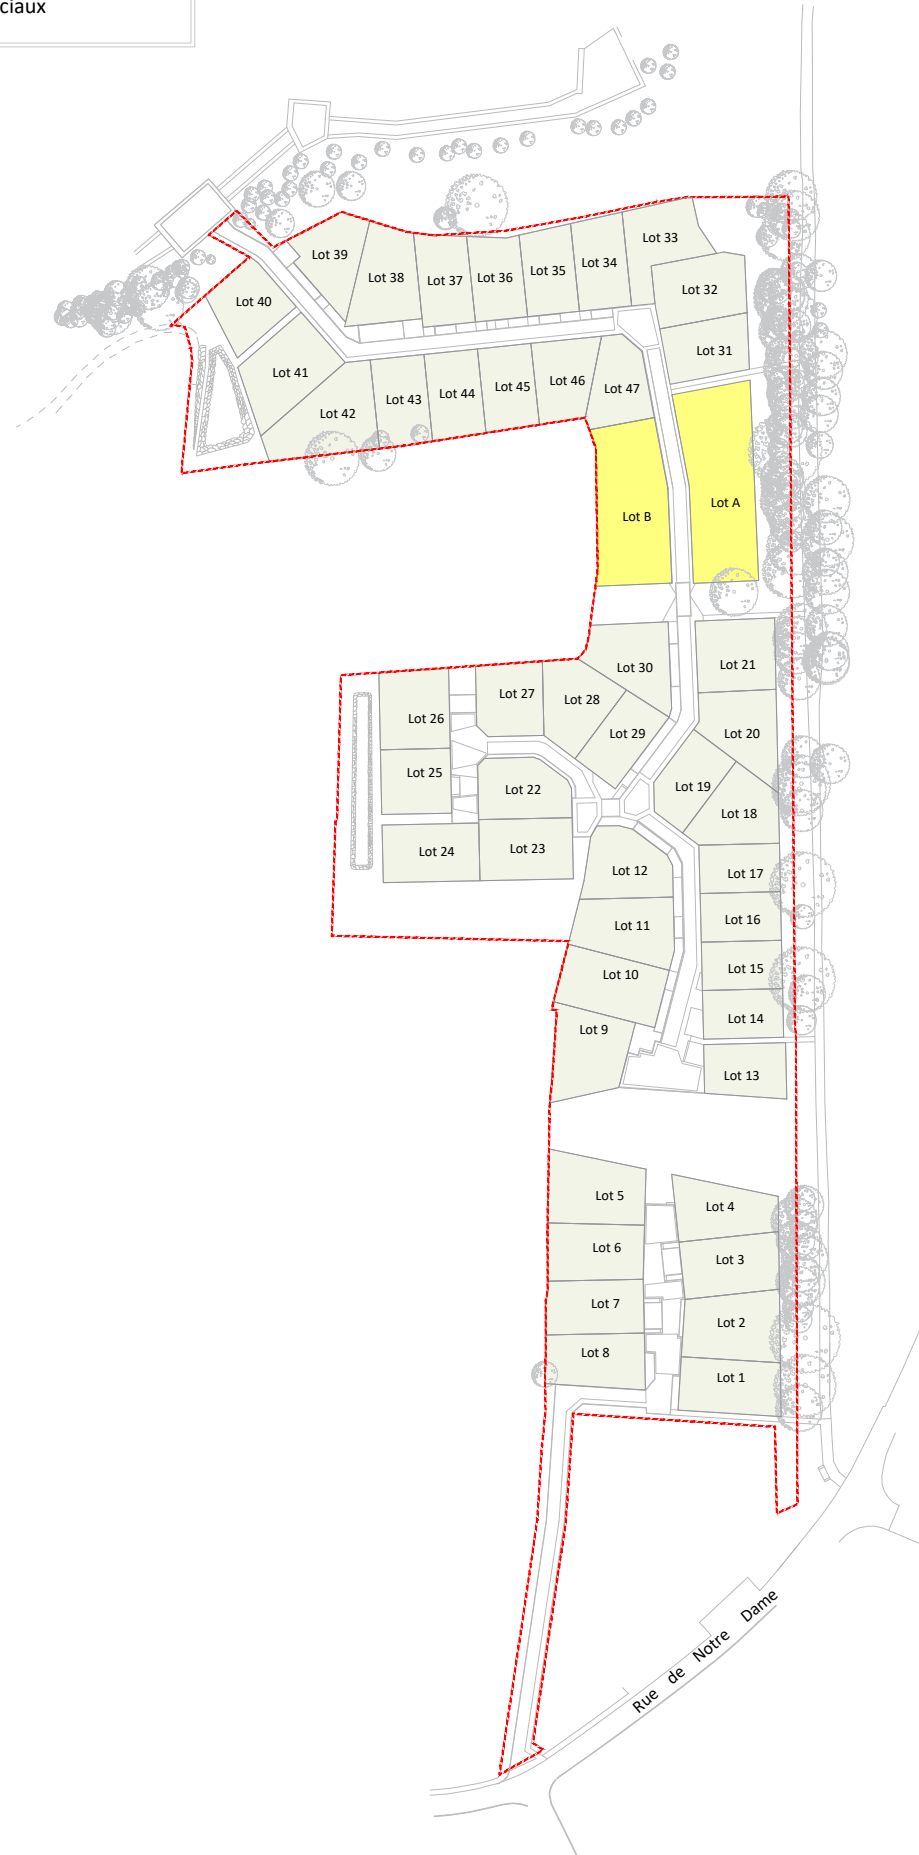 ciaux
Lot 33
Lot 39
Lot 34
Lot 35
Lot 36
Lot 37
Lot 38
Lot 32
Lot 40
Lot 31
Lot 41
Lot 46
Lot 45
Lot 47
Lot 44
Lot 43
Lot 42
Lot A
Lot B
Lot 21
Lot 30
Lot 27
Lot 28
Lot 26
Lot 29
Lot 20
Lot 25
Lot 19
Lot 22
Lot 18
Lot 23
Lot 24
Lot 12
Lot 17
Lot 16
Lot 11
Lot 15
Lot 10
Lot 14
Lot 9
Lot 13
Lot 5
Lot 4
Lot 6
Lot 3
Lot 7
Lot 2
Lot 8
Lot 1
Rue de Notre Dame